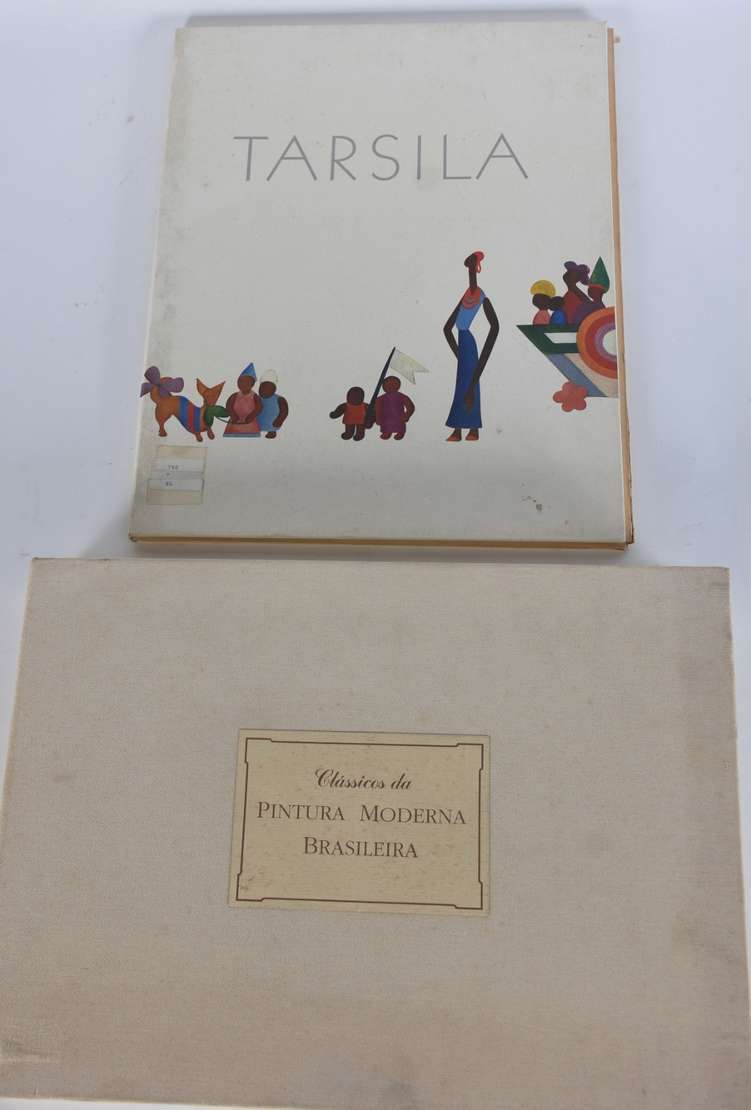 TARSILA
Clássicos da
PINTURA MODERNA
BRASILEIRA